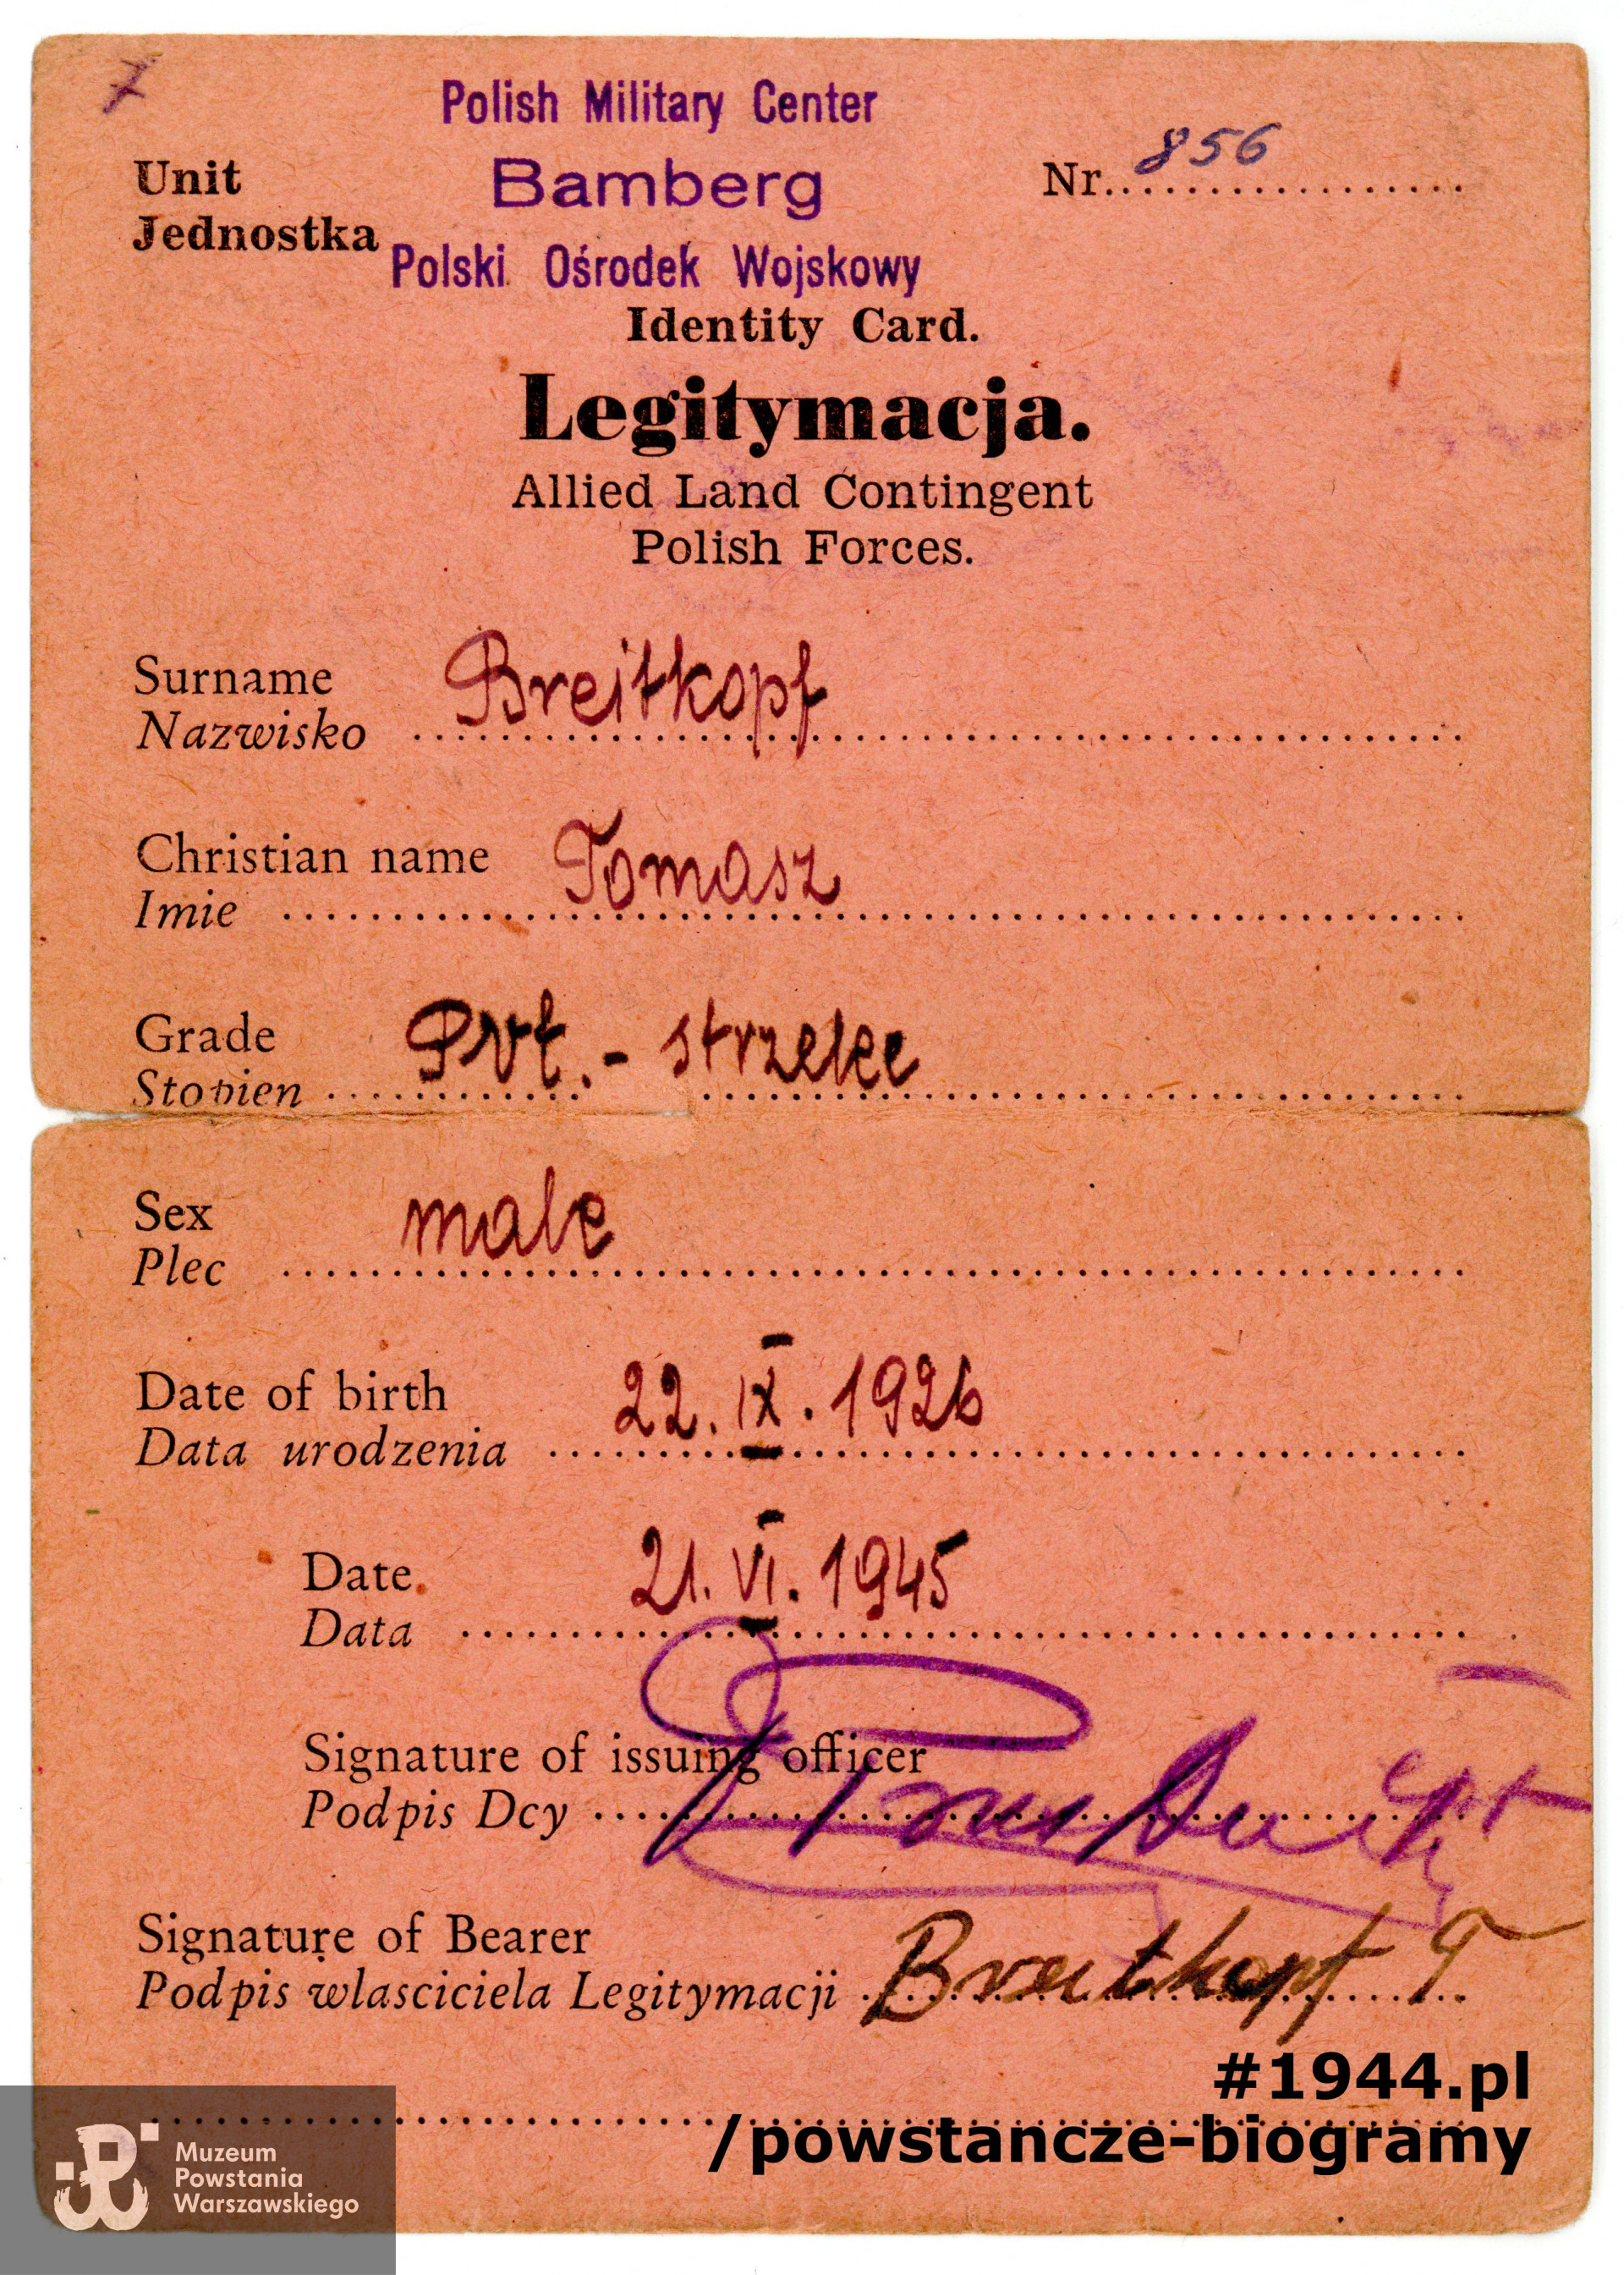 7
Polish Military Center
Unit Bamberg Nr. 856
Jednostka
Polski Ośrodek Wojskowy
Identity Card.
Legitymacja.
Allied Land Contingent
Polish Forces.
Surname Breitkopf
Nazwisko
Christian name Tomasz
Imie
Grade Pvt. - strzelec
Stopien
Sex male
Plec
Date of birth 22. IX. 1926
Data urodzenia
Date 21. VI. 1945
Data
Signature of issuing officer
Podpis Dcy
Signature of Bearer
Podpis wlasciciela Legitymacji Breitkopf T
#1944.pl
/powstancze-biogramy
Muzeum
Powstania
Warszawskiego